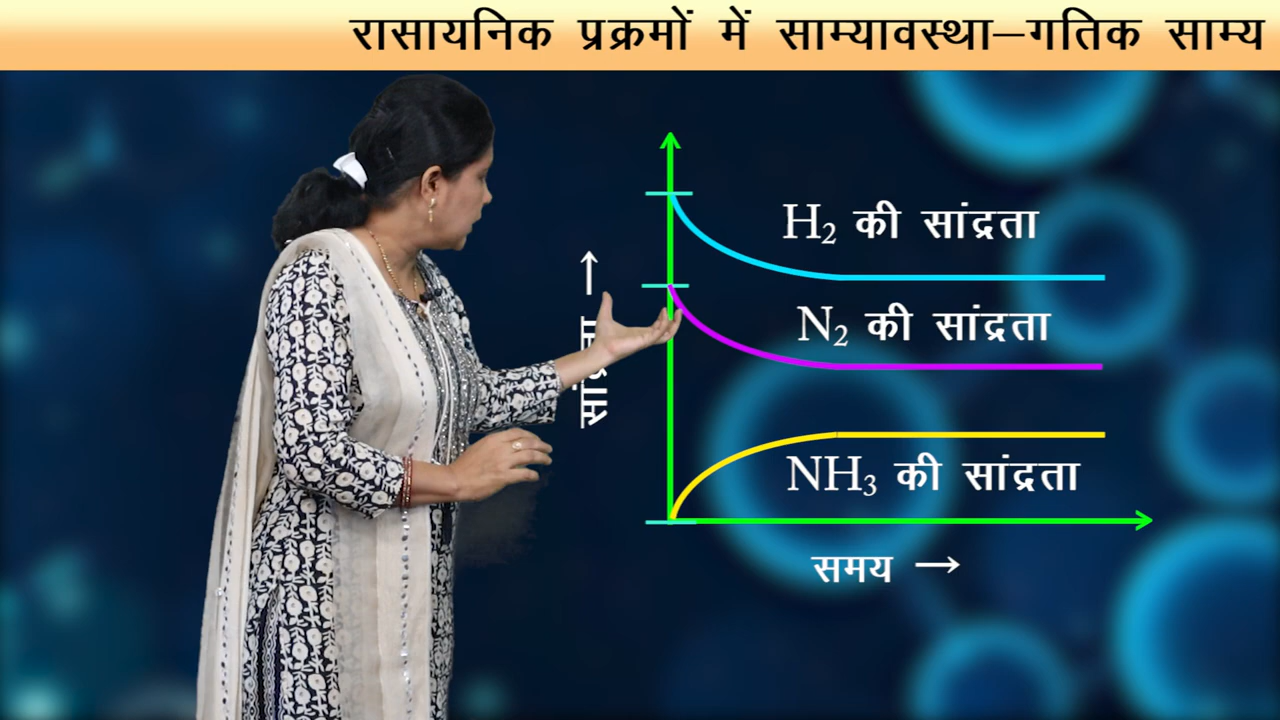 रासायनिक प्रक्रमों में साम्यावस्था–गतिक साम्य
H₂ की सांद्रता
N₂ की सांद्रता
NH₃ की सांद्रता
समय →